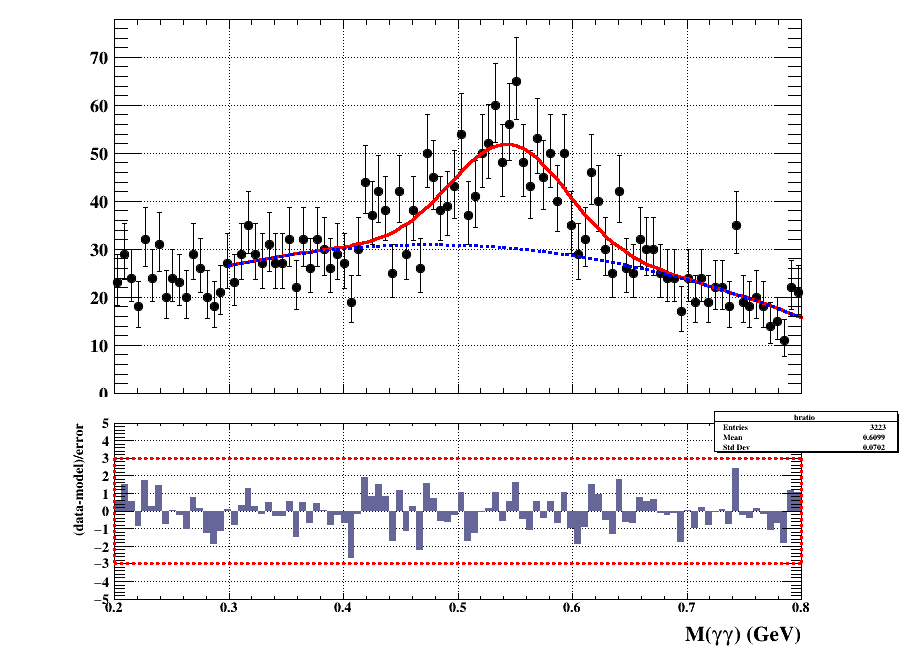 70
60
50
40
30
20
10
0
hratio
Entries 3223
Mean 0.6099
Std Dev 0.0702
(data-model)/error
5
4
3
2
1
0
−1
−2
−3
−4
−5
0.2 0.3 0.4 0.5 0.6 0.7 0.8
M(γγ) (GeV)